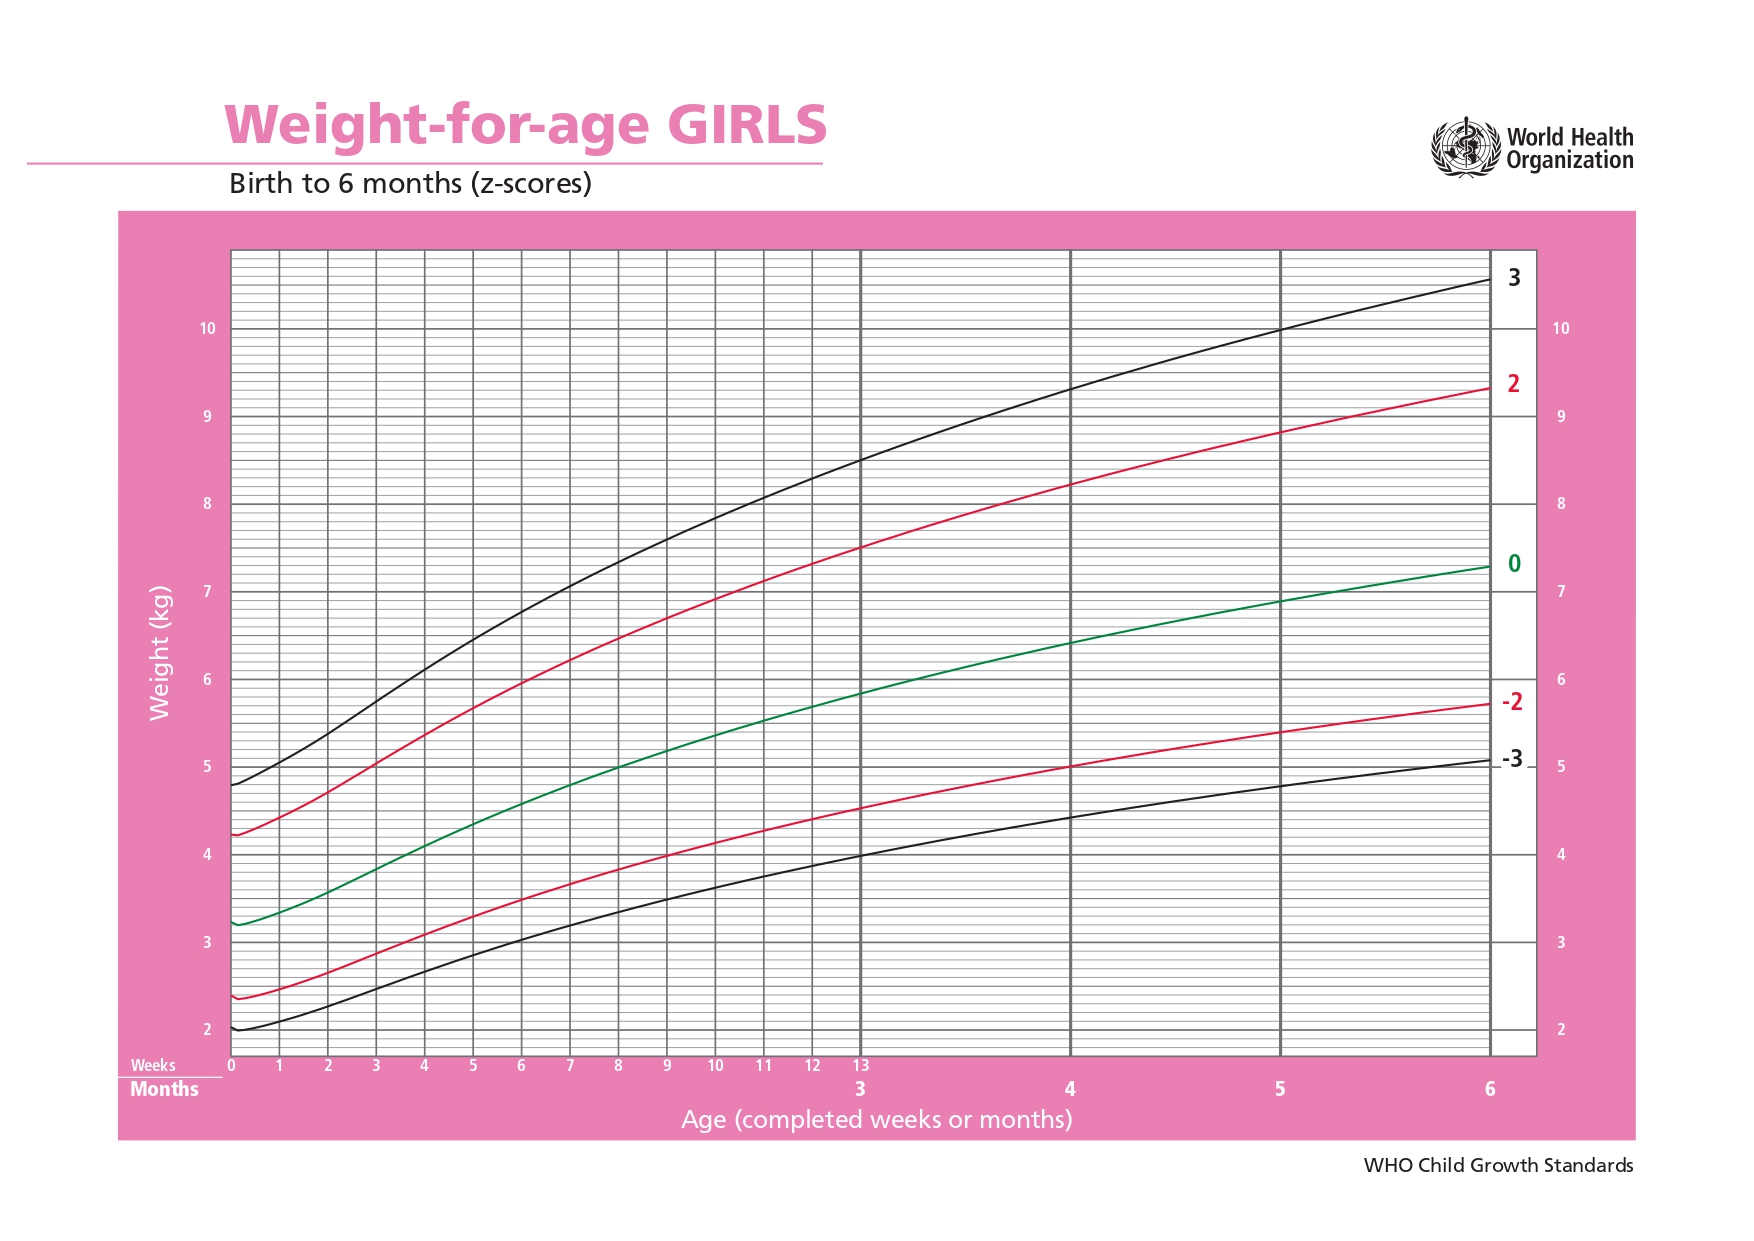 Weight-for-age GIRLS
Birth to 6 months (z-scores)
World Health
Organization
3
10 10
2
9 9
8 8
0
7 7
Weight (kg)
6 6
-2
-3
5 5
4 4
3 3
2 2
Weeks 0 1 2 3 4 5 6 7 8 9 10 11 12 13
Months 3 4 5 6
Age (completed weeks or months)
WHO Child Growth Standards